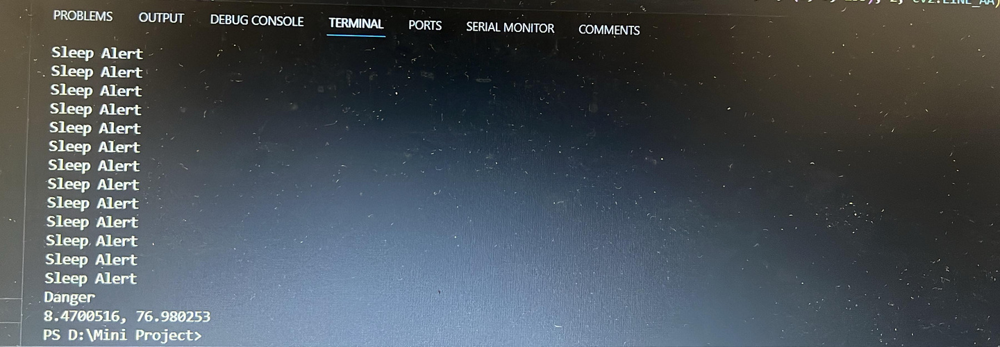 cv2.LINE_AA)
PROBLEMS OUTPUT DEBUG CONSOLE TERMINAL PORTS SERIAL MONITOR COMMENTS
Sleep Alert
Sleep Alert
Sleep Alert
Sleep Alert
Sleep Alert
Sleep Alert
Sleep Alert
Sleep Alert
Sleep Alert
Sleep Alert
Sleep Alert
Sleep Alert
Sleep Alert
Danger
8.4700516, 76.980253
PS D:\Mini Project>